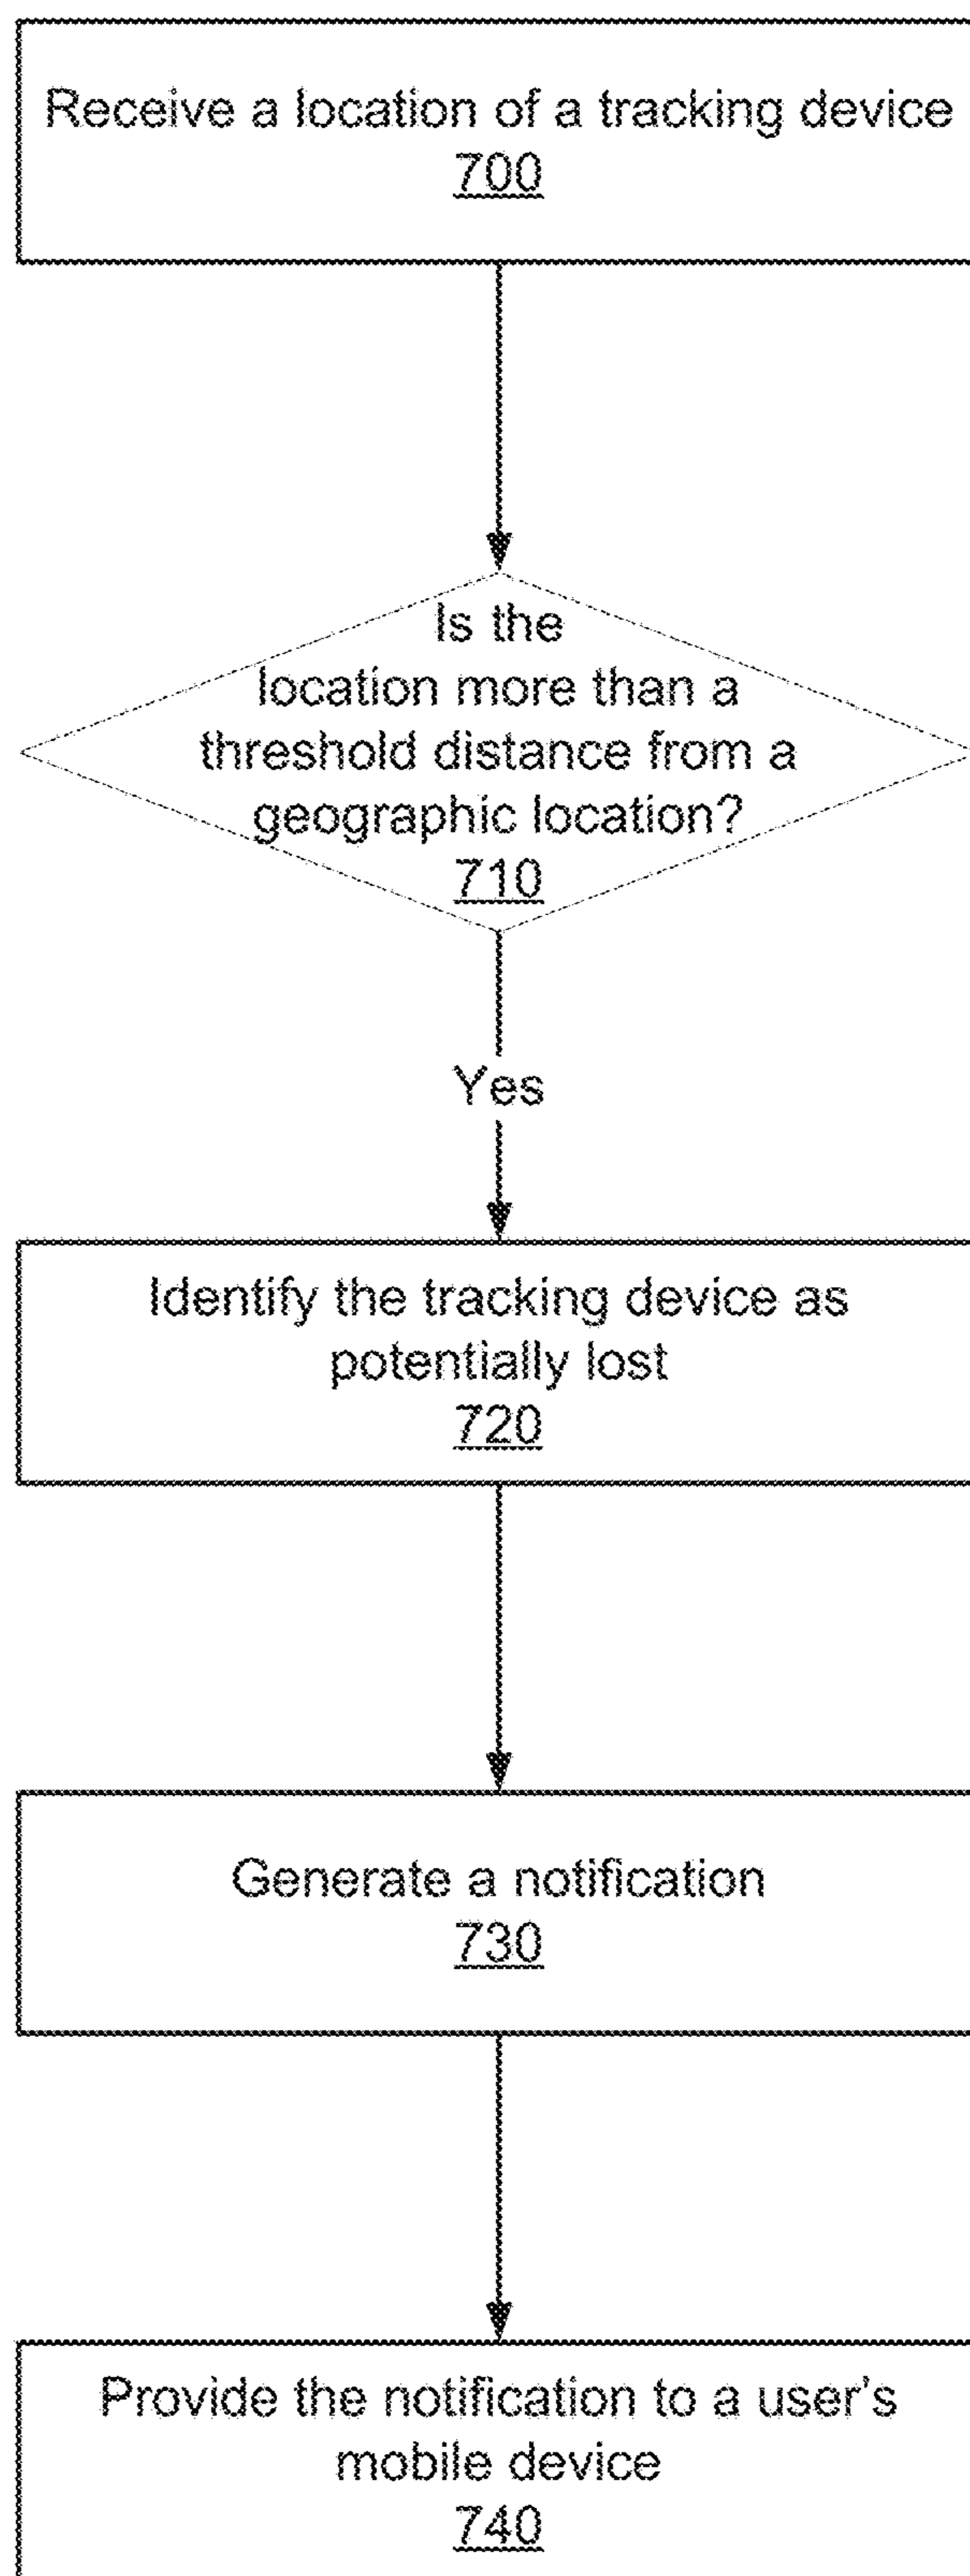 Receive a location of a tracking device
700
Is the
location more than a
threshold distance from a
geographic location?
710
Yes
Identify the tracking device as
potentially lost
720
Generate a notification
730
Provide the notification to a user's
mobile device
740